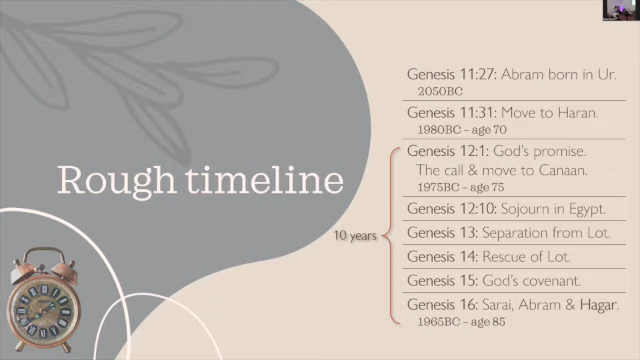 Rough timeline
10 years
Genesis 11:27: Abram born in Ur.
2050BC
Genesis 11:31: Move to Haran.
1980BC - age 70
Genesis 12:1: God's promise.
The call & move to Canaan.
1975BC - age 75
Genesis 12:10: Sojourn in Egypt.
Genesis 13: Separation from Lot.
Genesis 14: Rescue of Lot.
Genesis 15: God's covenant.
Genesis 16: Sarai, Abram & Hagar.
1965BC - age 85